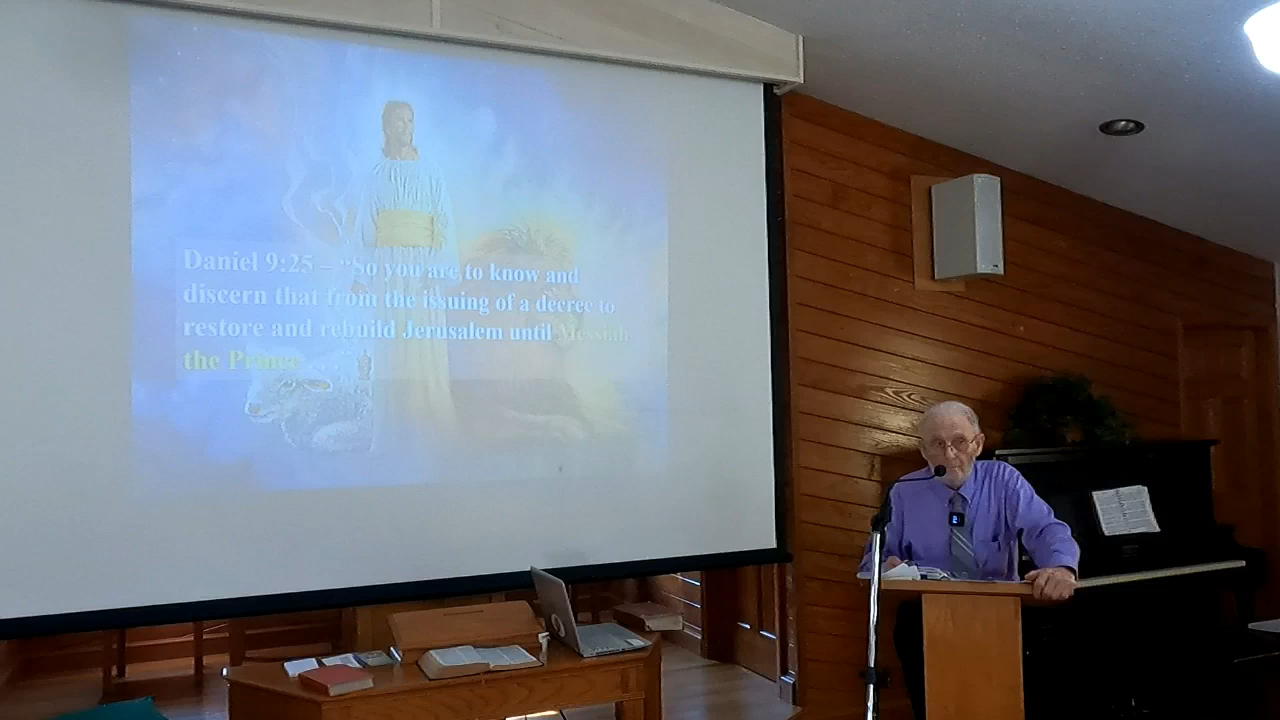 Daniel 9:25 – “So you are to know and
discern that from the issuing of a decree to
restore and rebuild Jerusalem until Messiah
the Prince